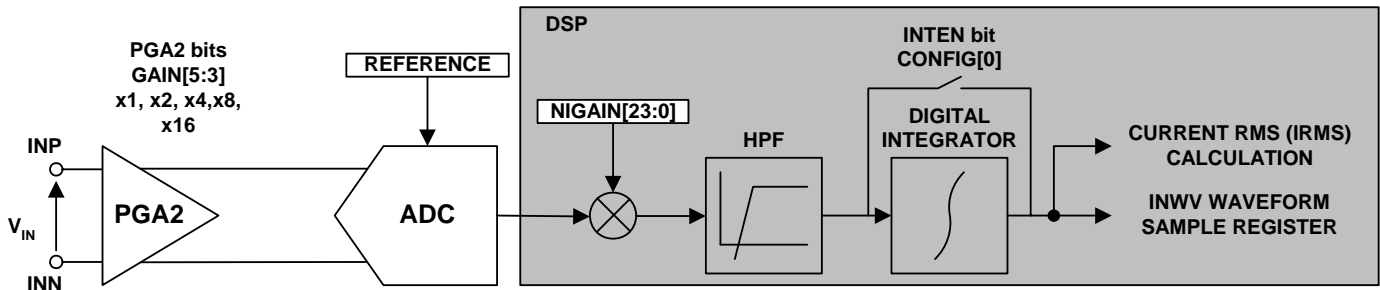 DSP
PGA2 bits
GAIN[5:3]
x1, x2, x4,x8,
x16
REFERENCE
INTEN bit
CONFIG[0]
NIGAIN[23:0]
DIGITAL
INTEGRATOR
HPF
INP
PGA2
ADC
VIN
INN
CURRENT RMS (IRMS)
CALCULATION
INWV WAVEFORM
SAMPLE REGISTER